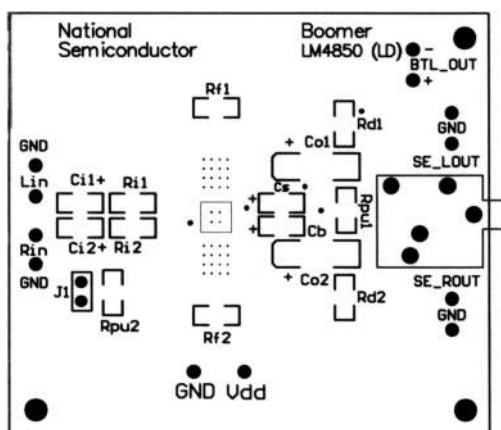 National
Semiconductor
Boomer
LM4850 (LD)
-
BTL_OUT
+
Rf1
Rd1
GND
SE_LOUT
+ Co1
GND
Lin
Ci1+ Ri1
Cs
+
Rpu1
Ci2+ Ri2
+ Cb
Rin
GND
J1
Rpu2
+ Co2
Rd2
SE_ROUT
GND
Rf2
GND Vdd